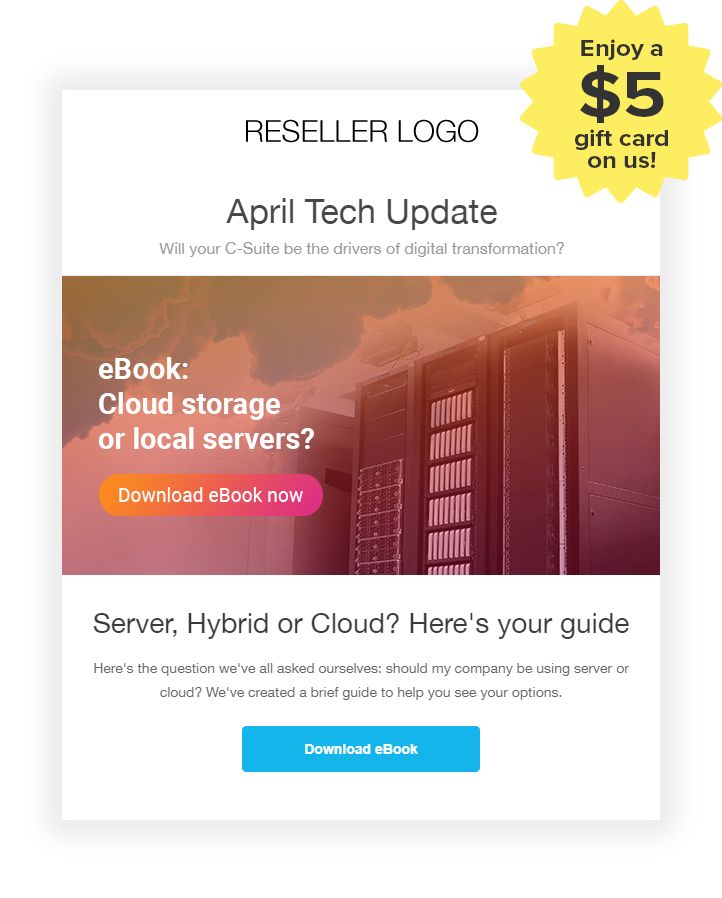 Enjoy a
$5
gift card
on us!
RESELLER LOGO
April Tech Update
Will your C-Suite be the drivers of digital transformation?
eBook:
Cloud storage
or local servers?
Download eBook now
Server, Hybrid or Cloud? Here's your guide
Here's the question we've all asked ourselves: should my company be using server or
cloud? We've created a brief guide to help you see your options.
Download eBook